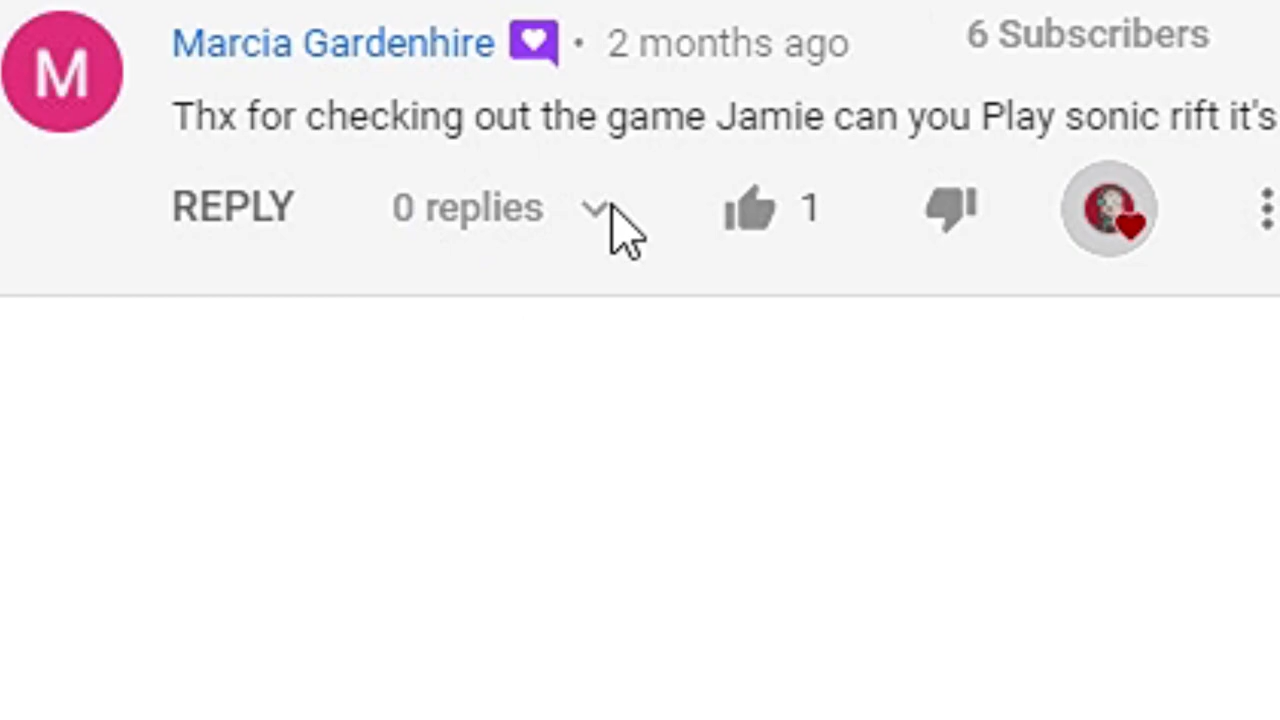 M
Marcia Gardenhire • 2 months ago 6 Subscribers
Thx for checking out the game Jamie can you Play sonic rift it's
REPLY 0 replies 1